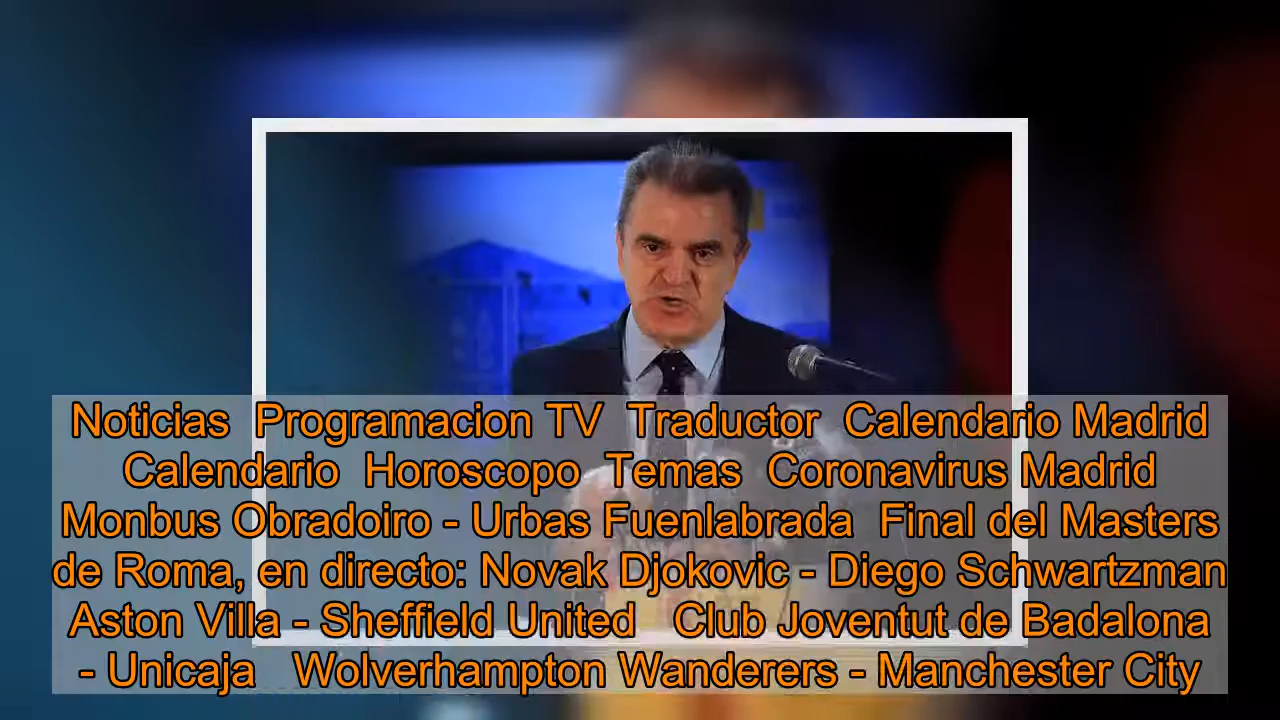 Noticias Programacion TV Traductor Calendario Madrid
Calendario Horoscopo Temas Coronavirus Madrid
Monbus Obradoiro - Urbas Fuenlabrada Final del Masters
de Roma, en directo: Novak Djokovic - Diego Schwartzman
Aston Villa - Sheffield United Club Joventut de Badalona
- Unicaja Wolverhampton Wanderers - Manchester City